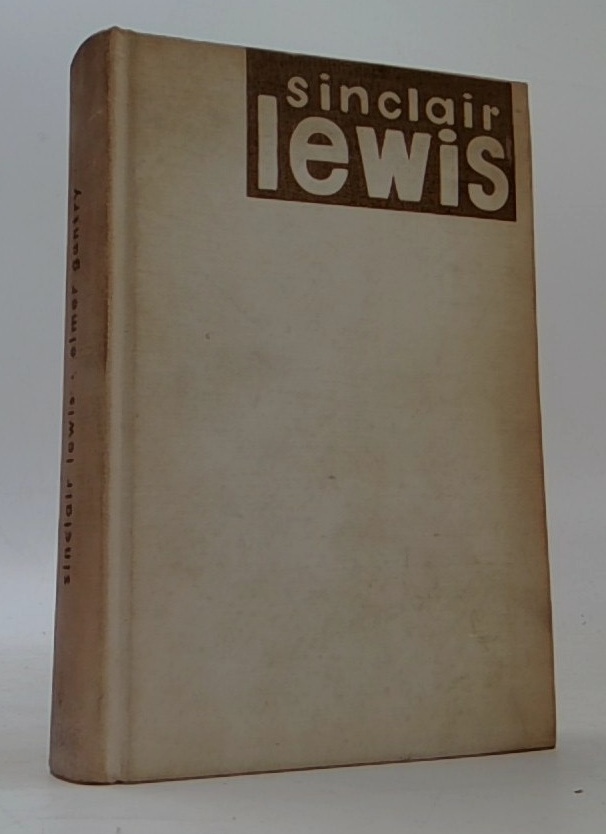 sinclair
lewis
sinclair lewis · elmer gantry